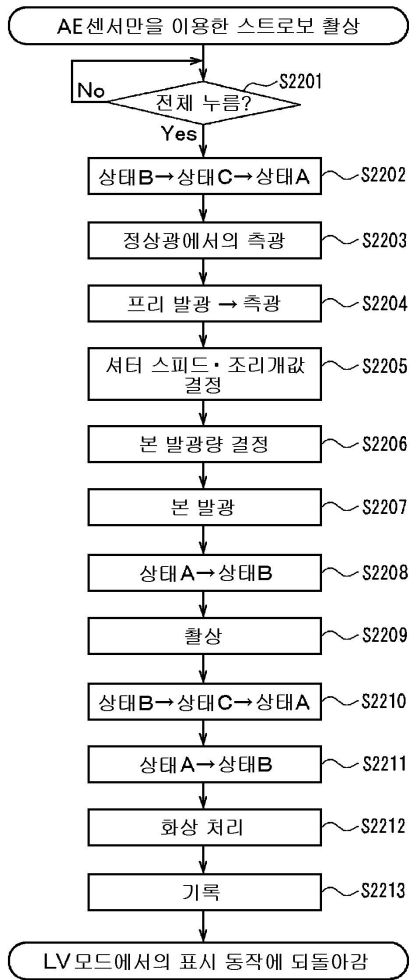 AE센서만을 이용한 스트로보 촬상
S2201
전체 누름?
No
Yes
상태B→상태C→상태A S2202
정상광에서의 측광 S2203
프리 발광 → 측광 S2204
셔터 스피드・조리개값
결정 S2205
본 발광량 결정 S2206
본 발광 S2207
상태A→상태B S2208
촬상 S2209
상태B→상태C→상태A S2210
상태A→상태B S2211
화상 처리 S2212
기록 S2213
LV모드에서의 표시 동작에 되돌아감